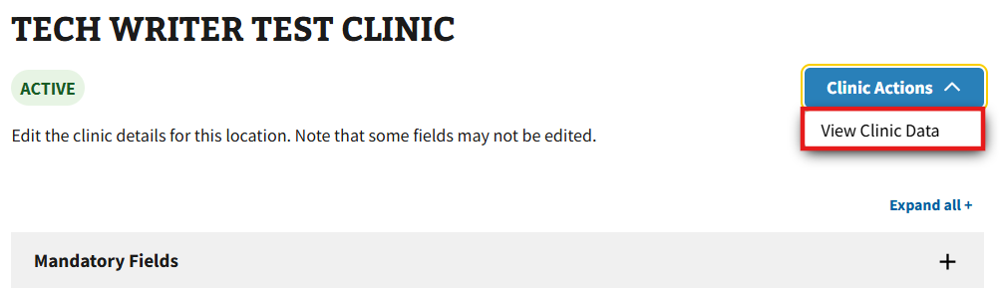 TECH WRITER TEST CLINIC
ACTIVE
Clinic Actions
View Clinic Data
Edit the clinic details for this location. Note that some fields may not be edited.
Expand all +
Mandatory Fields +